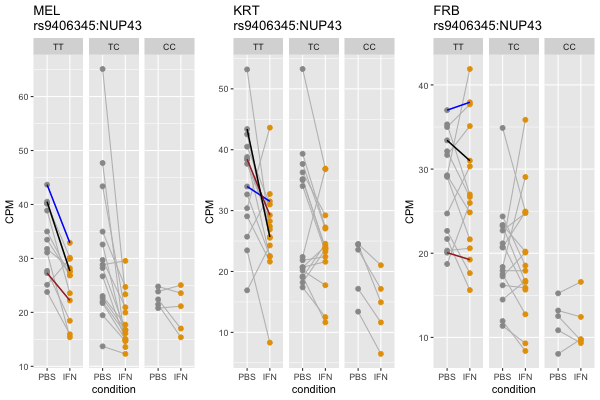 MEL
rs9406345:NUP43
TT TC CC
CPM
60
50
40
30
20
10
PBS IFN PBS IFN PBS IFN
condition
KRT
rs9406345:NUP43
TT TC CC
CPM
50
40
30
20
10
PBS IFN PBS IFN PBS IFN
condition
FRB
rs9406345:NUP43
TT TC CC
CPM
40
30
20
10
PBS IFN PBS IFN PBS IFN
condition